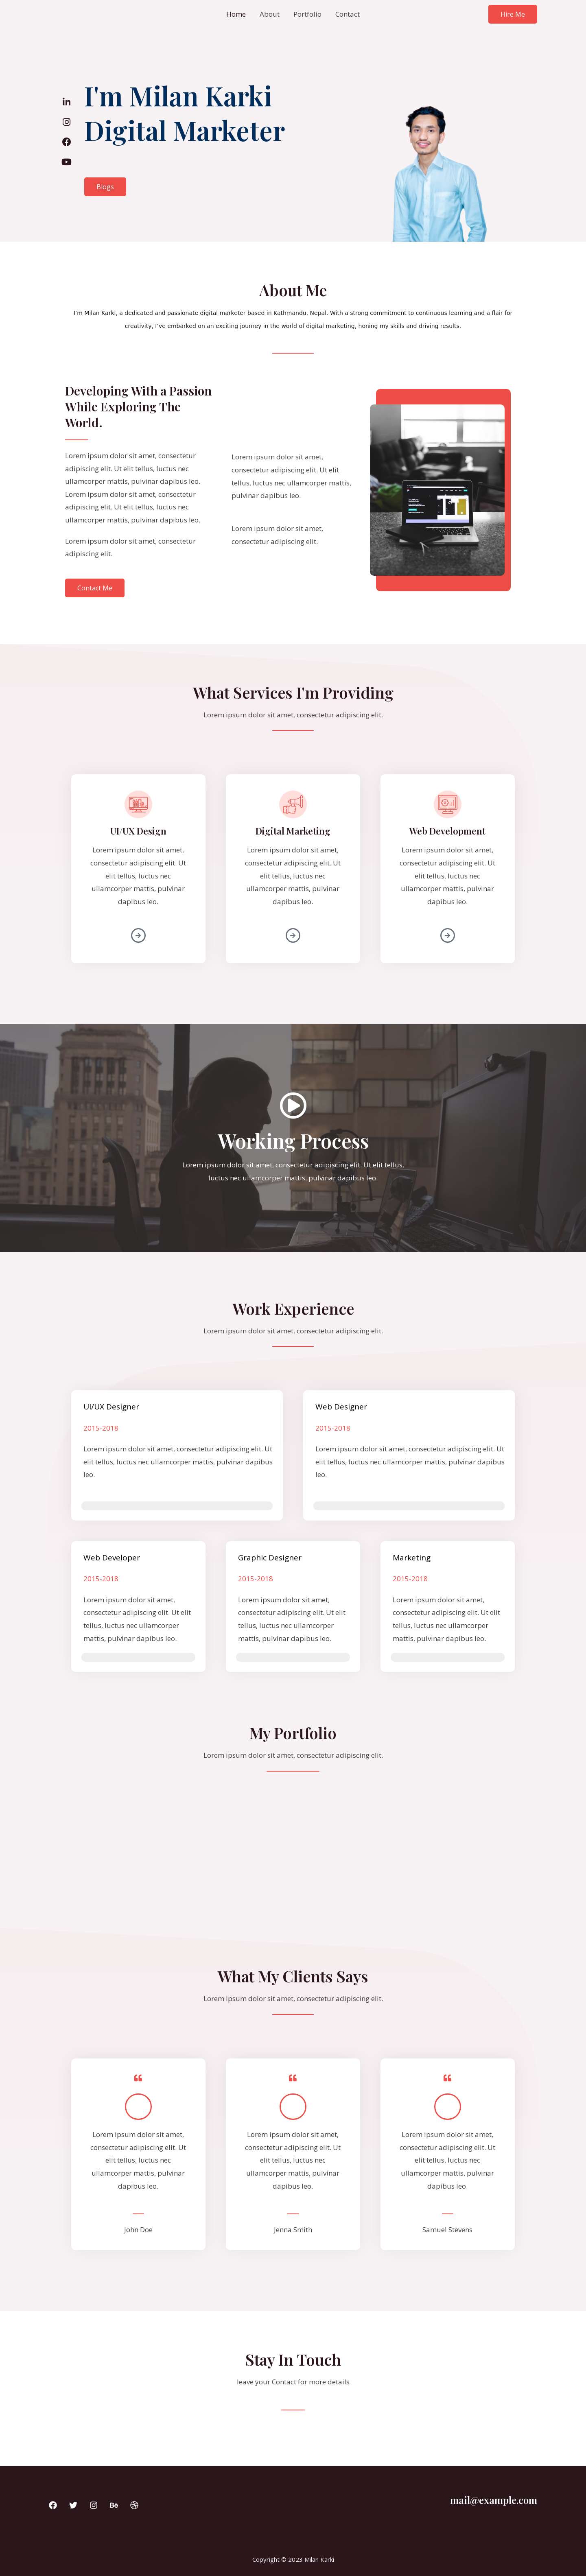 Home
About
Portfolio
Contact
Hire Me
I'm Milan Karki
Digital Marketer
Blogs
About Me
I'm Milan Karki, a dedicated and passionate digital marketer based in Kathmandu, Nepal. With a strong commitment to continuous learning and a flair for
creativity, I've embarked on an exciting journey in the world of digital marketing, honing my skills and driving results.
Developing With a Passion
While Exploring The
World.
Lorem ipsum dolor sit amet, consectetur
adipiscing elit. Ut elit tellus, luctus nec
ullamcorper mattis, pulvinar dapibus leo.
Lorem ipsum dolor sit amet, consectetur
adipiscing elit. Ut elit tellus, luctus nec
ullamcorper mattis, pulvinar dapibus leo.
Lorem ipsum dolor sit amet, consectetur
adipiscing elit.
Lorem ipsum dolor sit amet,
consectetur adipiscing elit. Ut elit
tellus, luctus nec ullamcorper mattis,
pulvinar dapibus leo.
Lorem ipsum dolor sit amet,
consectetur adipiscing elit.
Contact Me
What Services I'm Providing
Lorem ipsum dolor sit amet, consectetur adipiscing elit.
UI/UX Design
Lorem ipsum dolor sit amet,
consectetur adipiscing elit. Ut
elit tellus, luctus nec
ullamcorper mattis, pulvinar
dapibus leo.
Digital Marketing
Lorem ipsum dolor sit amet,
consectetur adipiscing elit. Ut
elit tellus, luctus nec
ullamcorper mattis, pulvinar
dapibus leo.
Web Development
Lorem ipsum dolor sit amet,
consectetur adipiscing elit. Ut
elit tellus, luctus nec
ullamcorper mattis, pulvinar
dapibus leo.
Working Process
Lorem ipsum dolor sit amet, consectetur adipiscing elit. Ut elit tellus,
luctus nec ullamcorper mattis, pulvinar dapibus leo.
Work Experience
Lorem ipsum dolor sit amet, consectetur adipiscing elit.
UI/UX Designer
2015-2018
Lorem ipsum dolor sit amet, consectetur adipiscing elit. Ut
elit tellus, luctus nec ullamcorper mattis, pulvinar dapibus
leo.
Web Designer
2015-2018
Lorem ipsum dolor sit amet, consectetur adipiscing elit. Ut
elit tellus, luctus nec ullamcorper mattis, pulvinar dapibus
leo.
Web Developer
2015-2018
Lorem ipsum dolor sit amet,
consectetur adipiscing elit. Ut elit
tellus, luctus nec ullamcorper
mattis, pulvinar dapibus leo.
Graphic Designer
2015-2018
Lorem ipsum dolor sit amet,
consectetur adipiscing elit. Ut elit
tellus, luctus nec ullamcorper
mattis, pulvinar dapibus leo.
Marketing
2015-2018
Lorem ipsum dolor sit amet,
consectetur adipiscing elit. Ut elit
tellus, luctus nec ullamcorper
mattis, pulvinar dapibus leo.
My Portfolio
Lorem ipsum dolor sit amet, consectetur adipiscing elit.
What My Clients Says
Lorem ipsum dolor sit amet, consectetur adipiscing elit.
Lorem ipsum dolor sit amet,
consectetur adipiscing elit. Ut
elit tellus, luctus nec
ullamcorper mattis, pulvinar
dapibus leo.
John Doe
Lorem ipsum dolor sit amet,
consectetur adipiscing elit. Ut
elit tellus, luctus nec
ullamcorper mattis, pulvinar
dapibus leo.
Jenna Smith
Lorem ipsum dolor sit amet,
consectetur adipiscing elit. Ut
elit tellus, luctus nec
ullamcorper mattis, pulvinar
dapibus leo.
Samuel Stevens
Stay In Touch
leave your Contact for more details
mail@example.com
Copyright © 2023 Milan Karki